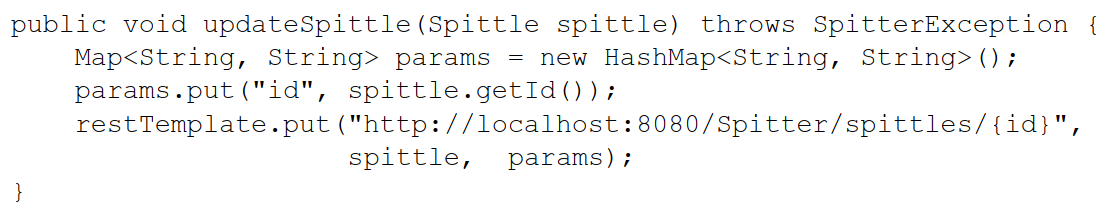 public void updateSpittle(Spittle spittle) throws SpitterException {
    Map<String, String> params = new HashMap<String, String>();
    params.put("id", spittle.getId());
    restTemplate.put("http://localhost:8080/Spitter/spittles/{id}",
                     spittle,  params);
}